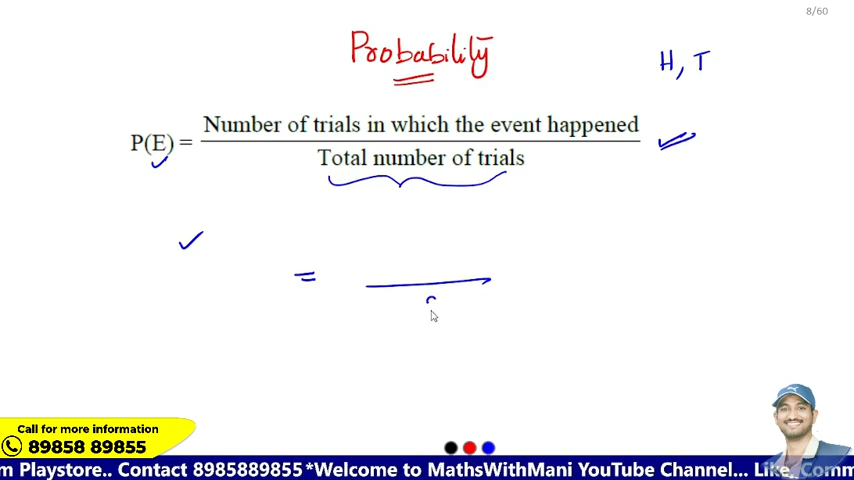 8/60
Probability
H, T
P(E) = Number of trials in which the event happened
Total number of trials
=
Call for more information
89858 89855
m Playstore.. Contact 8985889855 *Welcome to MathsWithMani YouTube Channel... Like, Comm